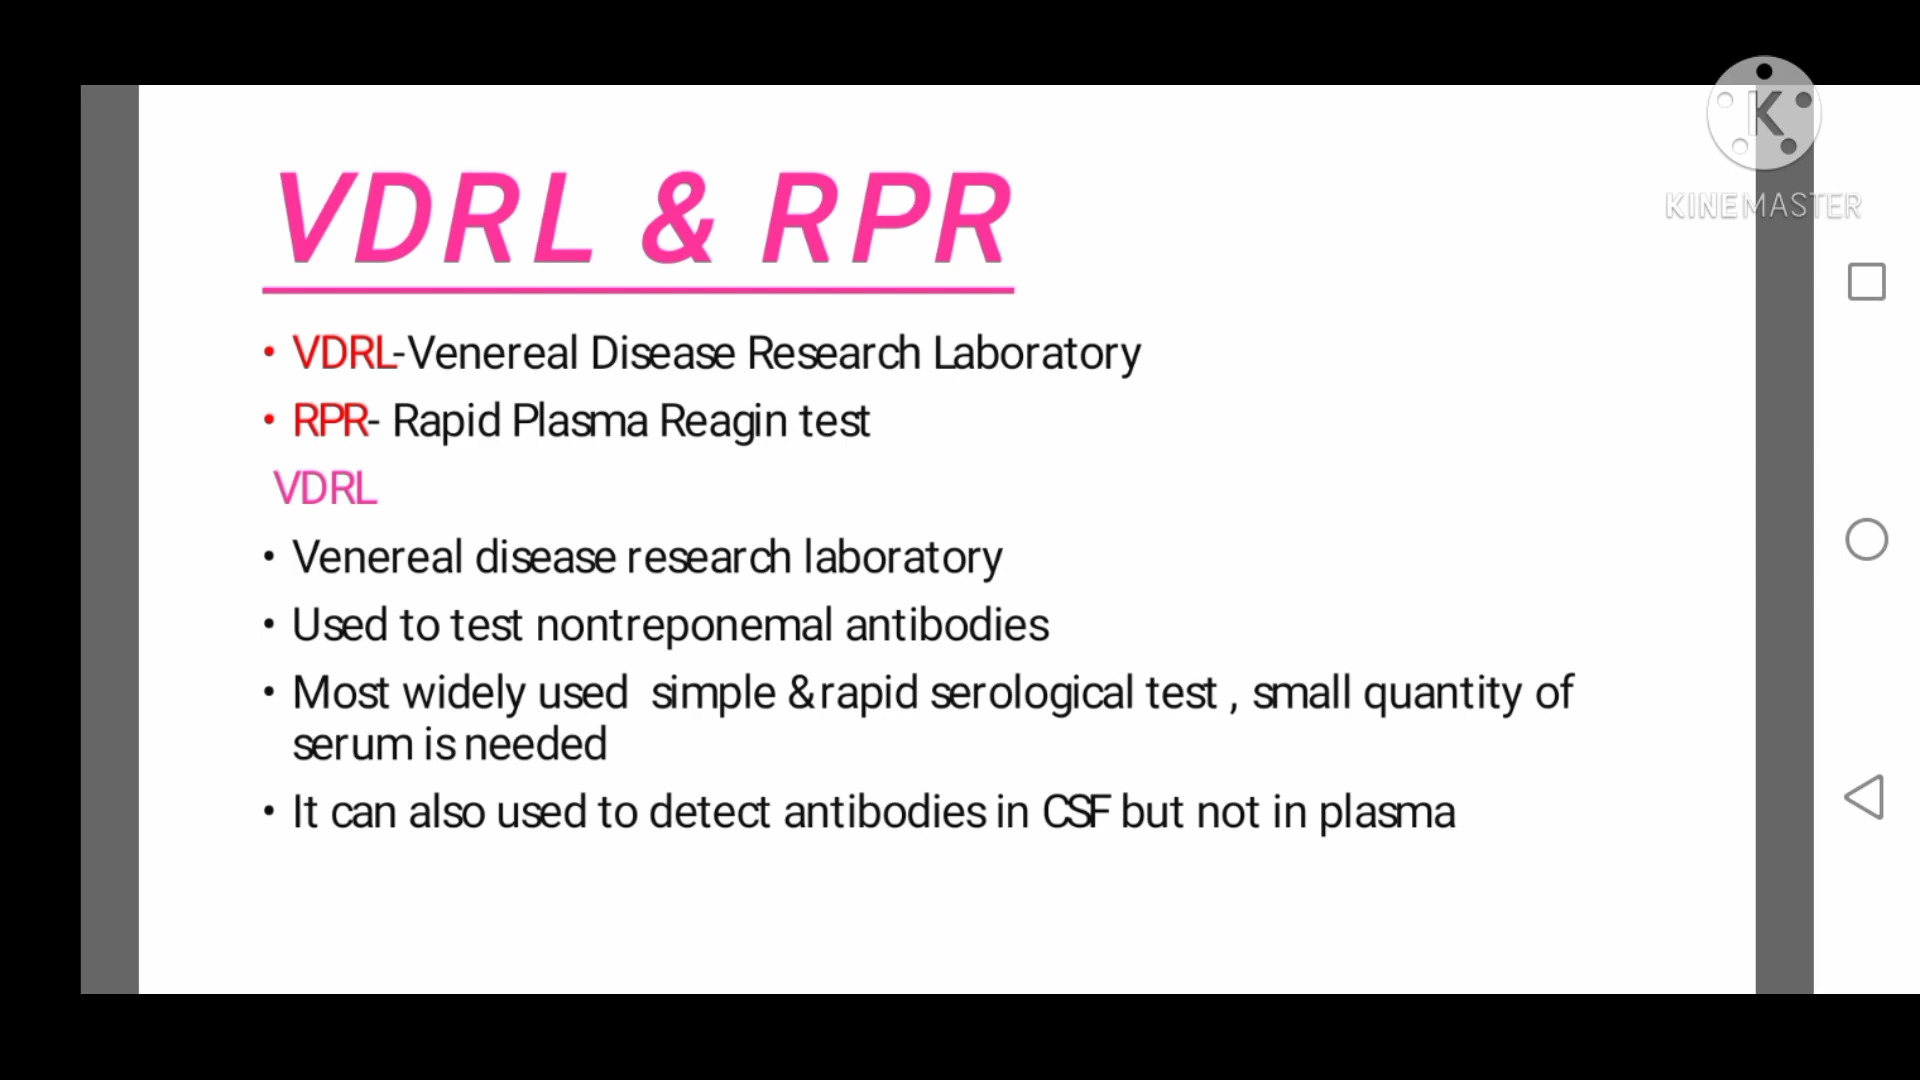 K
KINEMASTER
VDRL & RPR
• VDRL-Venereal Disease Research Laboratory
• RPR- Rapid Plasma Reagin test
VDRL
• Venereal disease research laboratory
• Used to test nontreponemal antibodies
• Most widely used simple & rapid serological test , small quantity of
serum is needed
• It can also used to detect antibodies in CSF but not in plasma